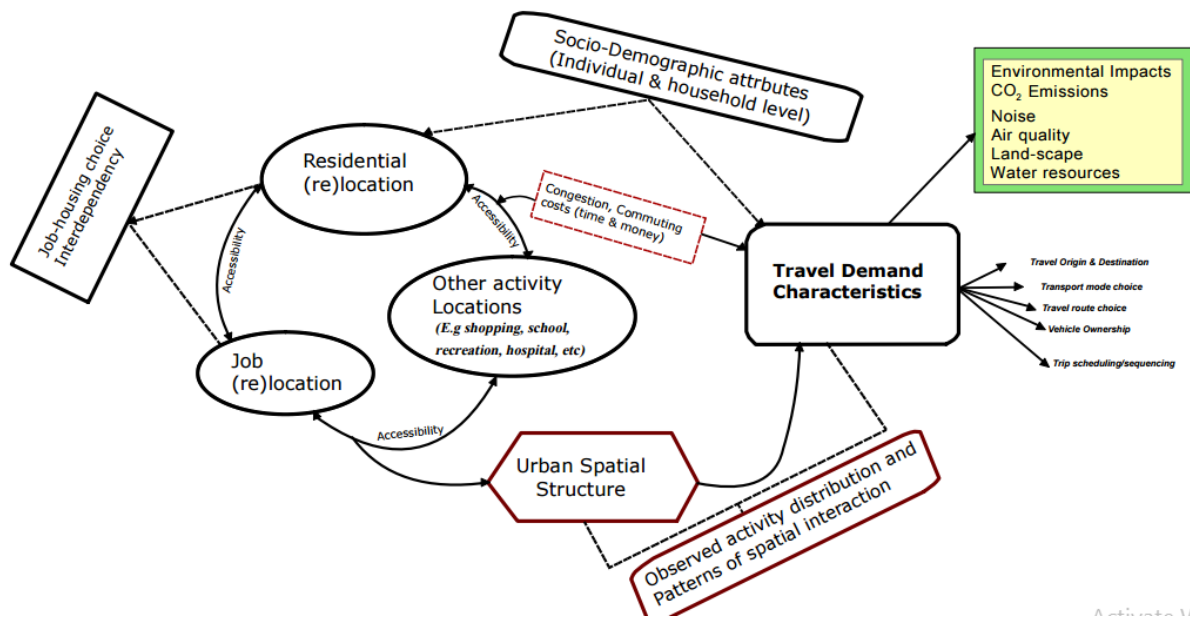 Socio-Demographic attrbutes
(Individual & household level)
Environmental Impacts
CO2 Emissions
Noise
Air quality
Land-scape
Water resources
Job-housing choice
Interdependency
Residential
(re)location
Congestion, Commuting
costs (time & money)
Accessibility
Accessibility
Travel Demand
Characteristics
Other activity
Locations
(E.g shopping, school,
recreation, hospital, etc)
Travel Origin & Destination
Transport mode choice
Travel route choice
Vehicle Ownership
Trip scheduling/sequencing
Job
(re)location
Accessibility
Urban Spatial
Structure
Observed activity distribution and
Patterns of spatial interaction